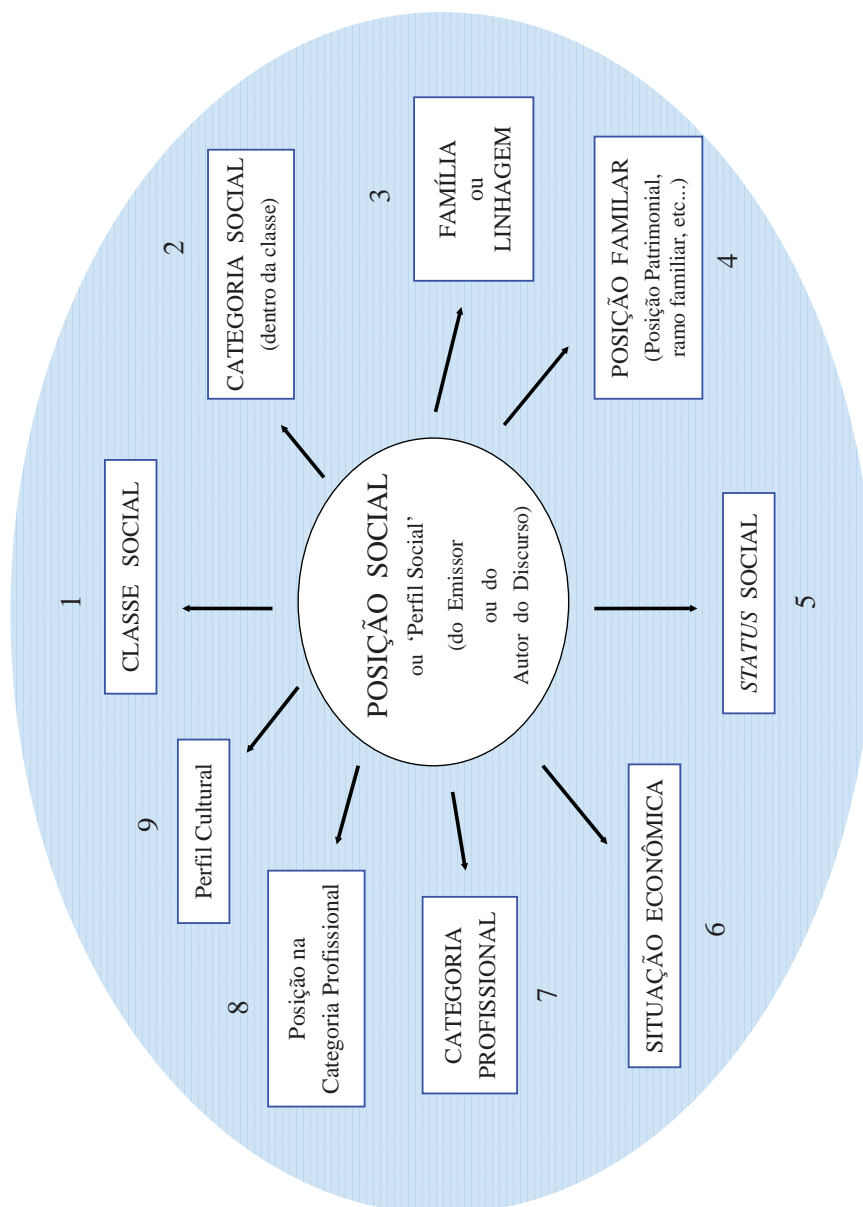 1
CLASSE SOCIAL
2
CATEGORIA SOCIAL
(dentro da classe)
3
FAMÍLIA
ou
LINHAGEM
POSIÇÃO FAMILAR
(Posição Patrimonial,
ramo familiar, etc...)
4
STATUS SOCIAL
5
SITUAÇÃO ECONÔMICA
6
CATEGORIA
PROFISSIONAL
7
8
Posição na
Categoria Profissional
9
Perfil Cultural
POSIÇÃO SOCIAL
ou ‘Perfil Social’
(do Emissor
ou do
Autor do Discurso)